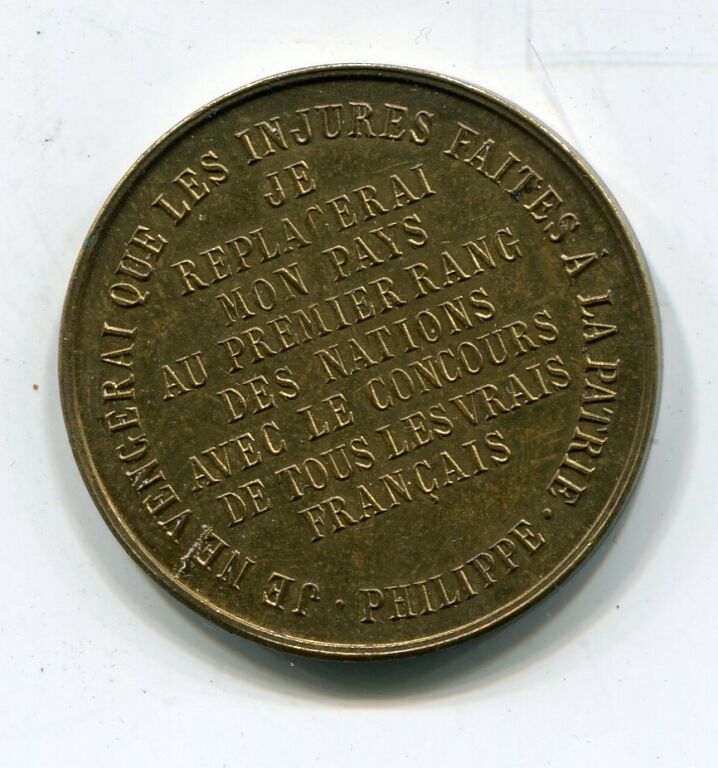 JE NE VENGERAI QUE LES INJURES FAITES À LA PATRIE · PHILIPPE ·
JE
REPLACERAI
MON PAYS
AU PREMIER RANG
DES NATIONS
AVEC LE CONCOURS
DE TOUS LES VRAIS
FRANÇAIS